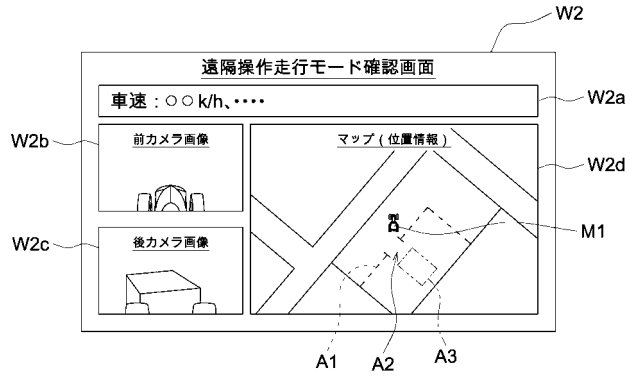 W2
遠隔操作走行モード確認画面
車速：○○k/h、････
W2a
W2b
前カメラ画像
マップ（位置情報）
W2d
M1
W2c
後カメラ画像
A1
A2
A3